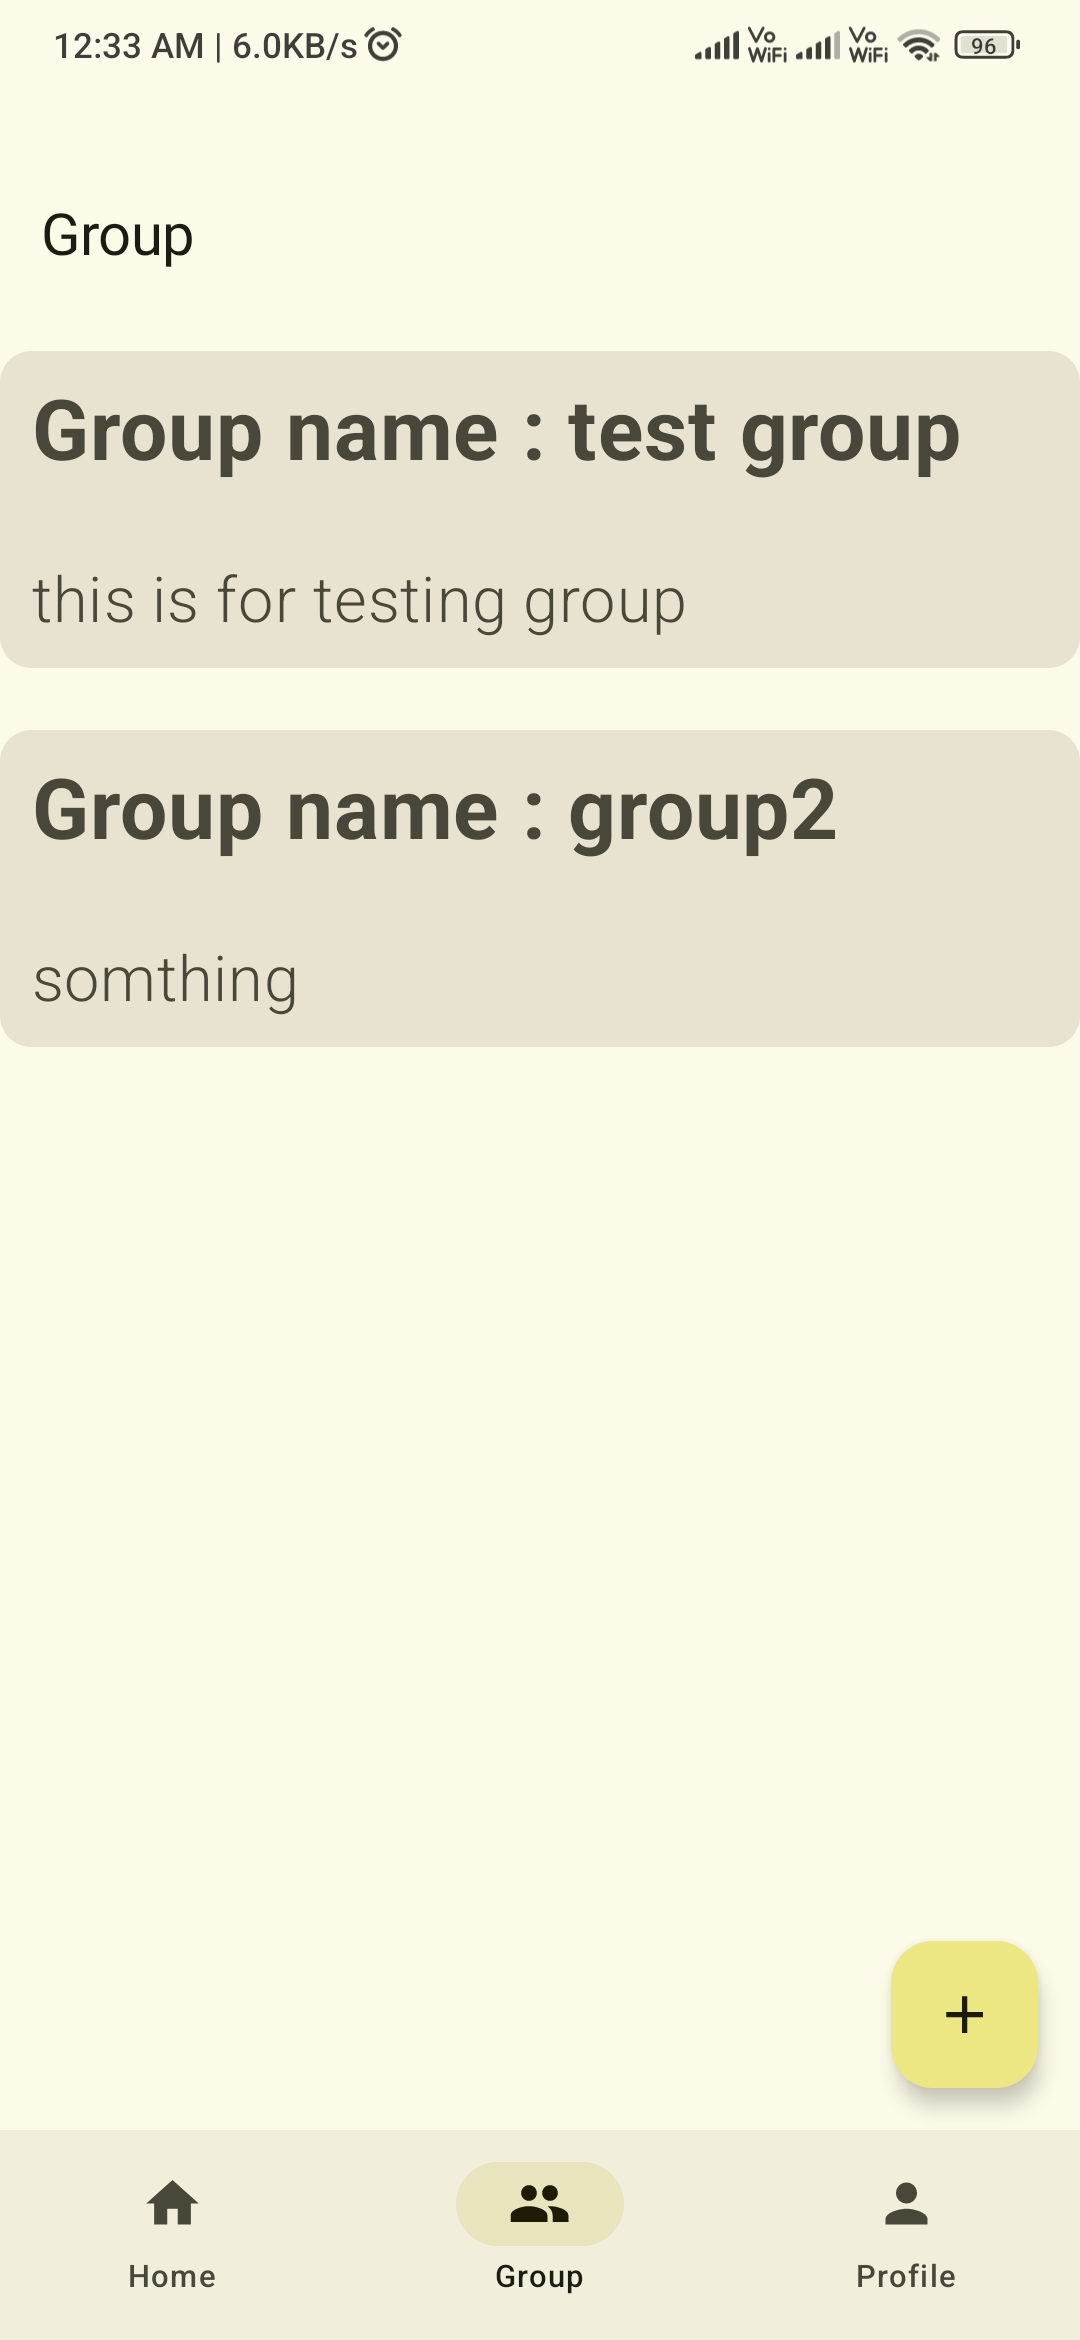 12:33 AM | 6.0KB/s Vo WiFi Vo WiFi 96
Group
Group name : test group
this is for testing group
Group name : group2
somthing
+
Home Group Profile